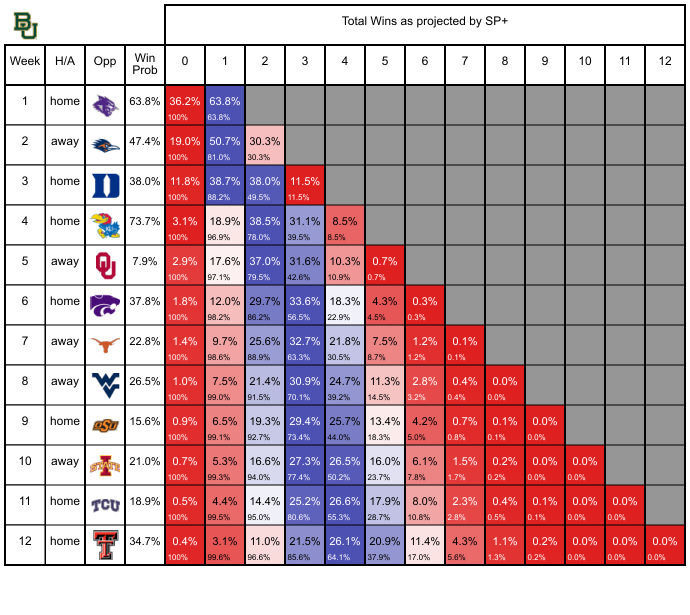 BU
Total Wins as projected by SP+
Week H/A Opp Win Prob 0 1 2 3 4 5 6 7 8 9 10 11 12
1 home 63.8% 36.2% 63.8%
100% 63.8%
2 away 47.4% 19.0% 50.7% 30.3%
100% 81.0% 30.3%
3 home D 38.0% 11.8% 38.7% 38.0% 11.5%
100% 88.2% 49.5% 11.5%
4 home KU 73.7% 3.1% 18.9% 38.5% 31.1% 8.5%
100% 96.9% 78.0% 39.5% 8.5%
5 away OU 7.9% 2.9% 17.6% 37.0% 31.6% 10.3% 0.7%
100% 97.1% 79.5% 42.6% 10.9% 0.7%
6 home 37.8% 1.8% 12.0% 29.7% 33.6% 18.3% 4.3% 0.3%
100% 98.2% 86.2% 56.5% 22.9% 4.5% 0.3%
7 away 22.8% 1.4% 9.7% 25.6% 32.7% 21.8% 7.5% 1.2% 0.1%
100% 98.6% 88.9% 63.3% 30.5% 8.7% 1.2% 0.1%
8 away WV 26.5% 1.0% 7.5% 21.4% 30.9% 24.7% 11.3% 2.8% 0.4% 0.0%
100% 99.0% 91.5% 70.1% 39.2% 14.5% 3.2% 0.4% 0.0%
9 home OSU 15.6% 0.9% 6.5% 19.3% 29.4% 25.7% 13.4% 4.2% 0.7% 0.1% 0.0%
100% 99.1% 92.7% 73.4% 44.0% 18.3% 5.0% 0.8% 0.1% 0.0%
10 away I STATE 21.0% 0.7% 5.3% 16.6% 27.3% 26.5% 16.0% 6.1% 1.5% 0.2% 0.0% 0.0%
100% 99.3% 94.0% 77.4% 50.2% 23.7% 7.8% 1.7% 0.2% 0.0% 0.0%
11 home TCU 18.9% 0.5% 4.4% 14.4% 25.2% 26.6% 17.9% 8.0% 2.3% 0.4% 0.1% 0.0% 0.0%
100% 99.5% 95.0% 80.6% 55.3% 28.7% 10.8% 2.8% 0.5% 0.1% 0.0% 0.0%
12 home T 34.7% 0.4% 3.1% 11.0% 21.5% 26.1% 20.9% 11.4% 4.3% 1.1% 0.2% 0.0% 0.0% 0.0%
100% 99.6% 96.6% 85.6% 64.1% 37.9% 17.0% 5.6% 1.3% 0.2% 0.0% 0.0% 0.0%